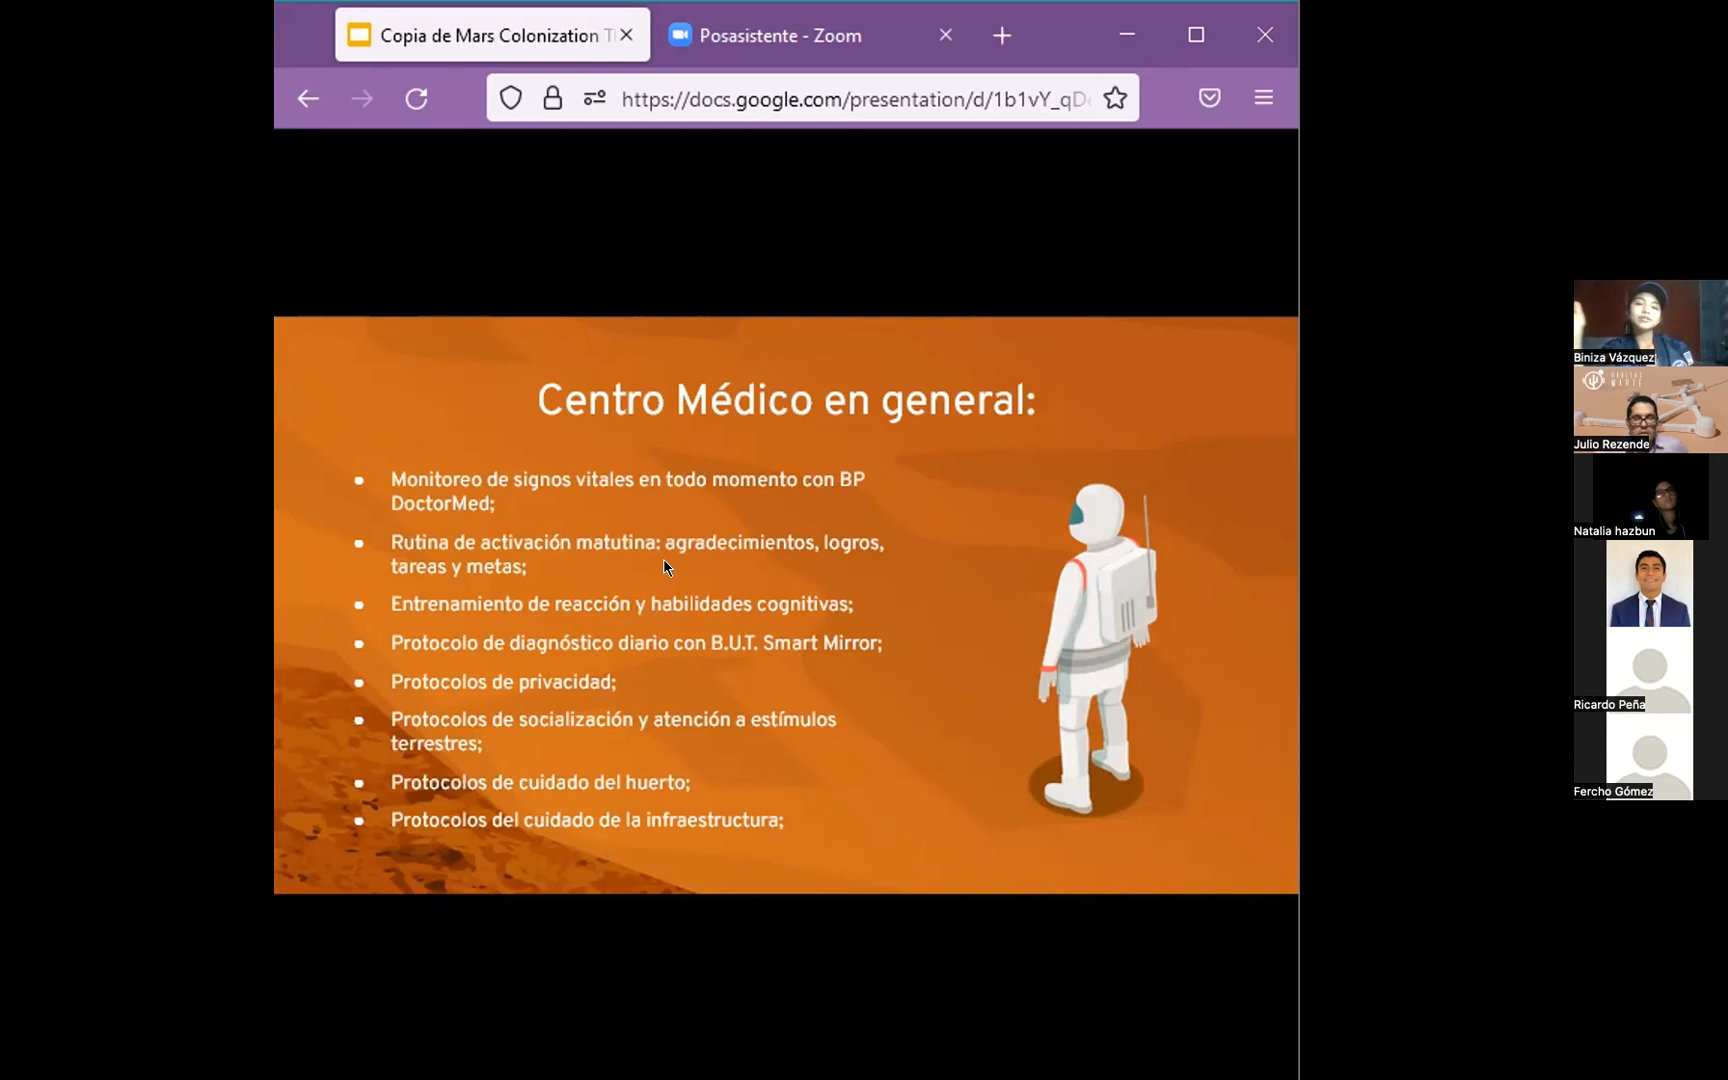 Copia de Mars Colonization T
Posasistente - Zoom
https://docs.google.com/presentation/d/1b1vY_qD
Centro Médico en general:
Monitoreo de signos vitales en todo momento con BP
DoctorMed;
Rutina de activación matutina: agradecimientos, logros,
tareas y metas;
Entrenamiento de reacción y habilidades cognitivas;
Protocolo de diagnóstico diario con B.U.T. Smart Mirror;
Protocolos de privacidad;
Protocolos de socialización y atención a estímulos
terrestres;
Protocolos de cuidado del huerto;
Protocolos del cuidado de la infraestructura;
Biniza Vázquez
HABITAT
MARTE
Julio Rezende
Natalia hazbun
Ricardo Peña
Fercho Gómez